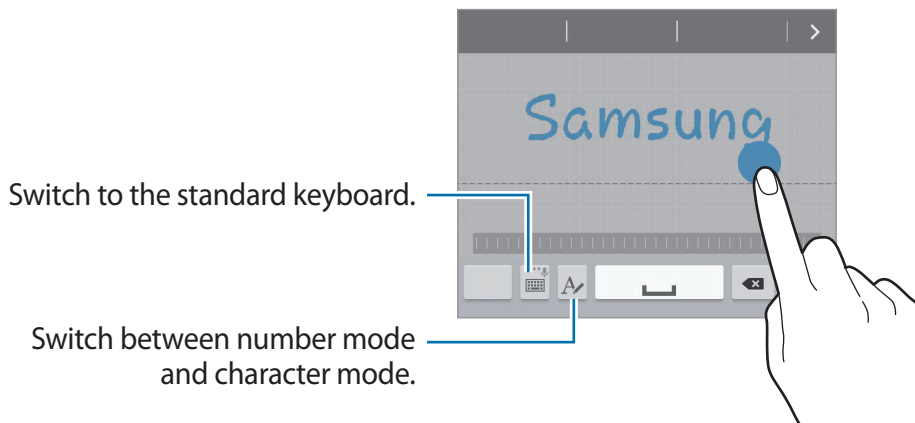 Samsung
Switch to the standard keyboard.
Switch between number mode
and character mode.